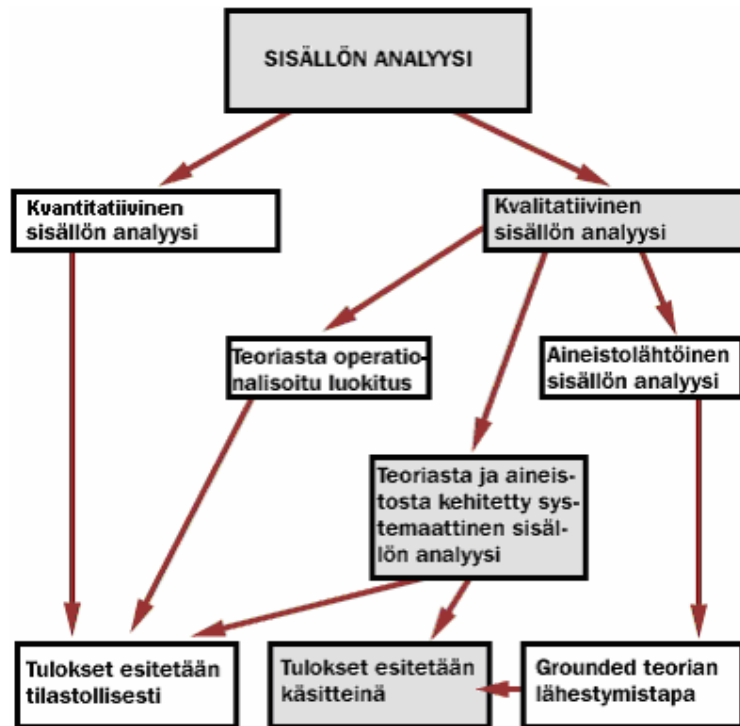 SISÄLLÖN ANALYYSI
Kvantitatiivinen
sisällön analyysi
Kvalitatiivinen
sisällön analyysi
Teoriasta operatio-
nalisoitu luokitus
Aineistolähtöinen
sisällön analyysi
Teoriasta ja aineis-
tosta kehitetty sys-
temaattinen sisäl-
lön analyysi
Tulokset esitetään
tilastollisesti
Tulokset esitetään
käsitteinä
Grounded teorian
lähestymistapa